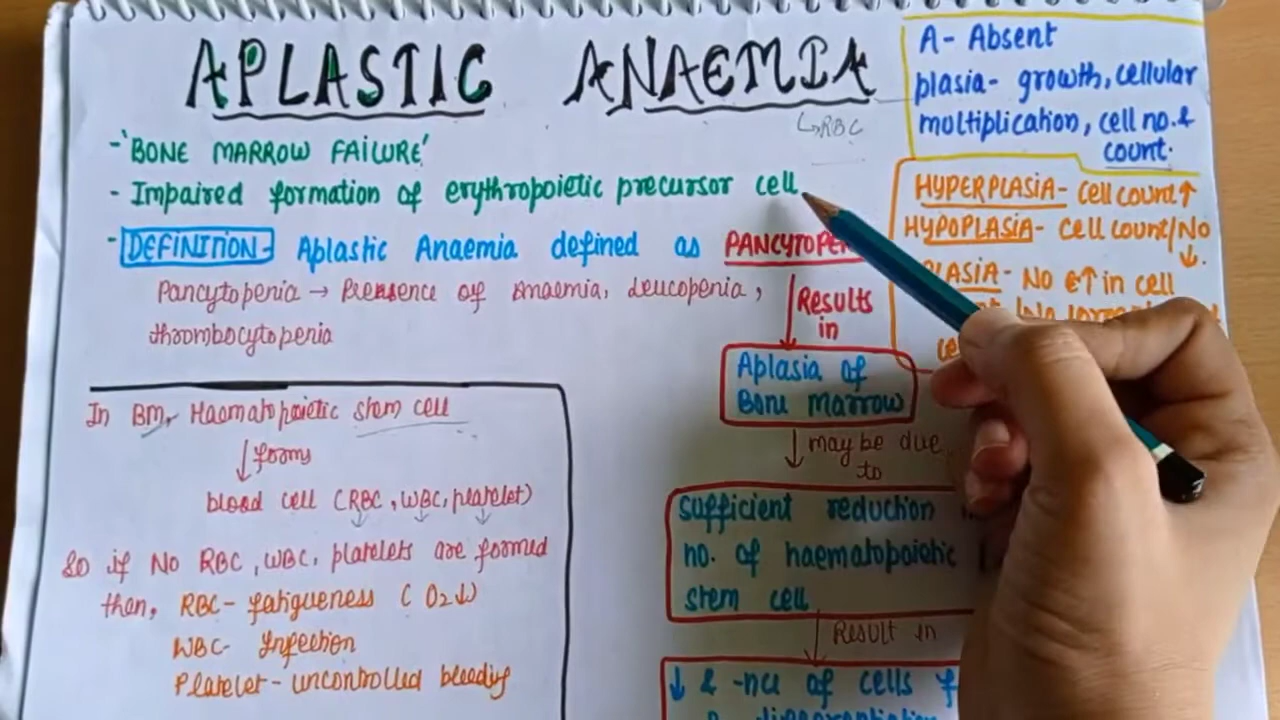 APLASTIC ANAEMIA
↳RBC
- 'BONE MARROW FAILURE'
- Impaired formation of erythropoietic precursor cell
- DEFINITION- Aplastic Anaemia defined as PANCYTOPE
Pancytopenia → Presence of Anaemia, Leucopenia,
thrombocytopenia
A- Absent
plasia- growth, cellular
multiplication, cell no. &
count.
HYPERPLASIA- cell count↑
HYPOPLASIA- cell count/No
↓.
PLASIA- No ↑ in cell
Results
in
Aplasia of
Bone Marrow
↓ may be due
to
sufficient reduction
no. of haematopoietic
stem cell
Result in
↓ & -nce of cells
In BM, Haematopoietic stem cell
↓ forms
blood cell (RBC, WBC, platelet)
So if No RBC, WBC, platelets are formed
then, RBC- fatigueness ( O2↓)
WBC- Infection
Platelet- uncontrolled bleeding